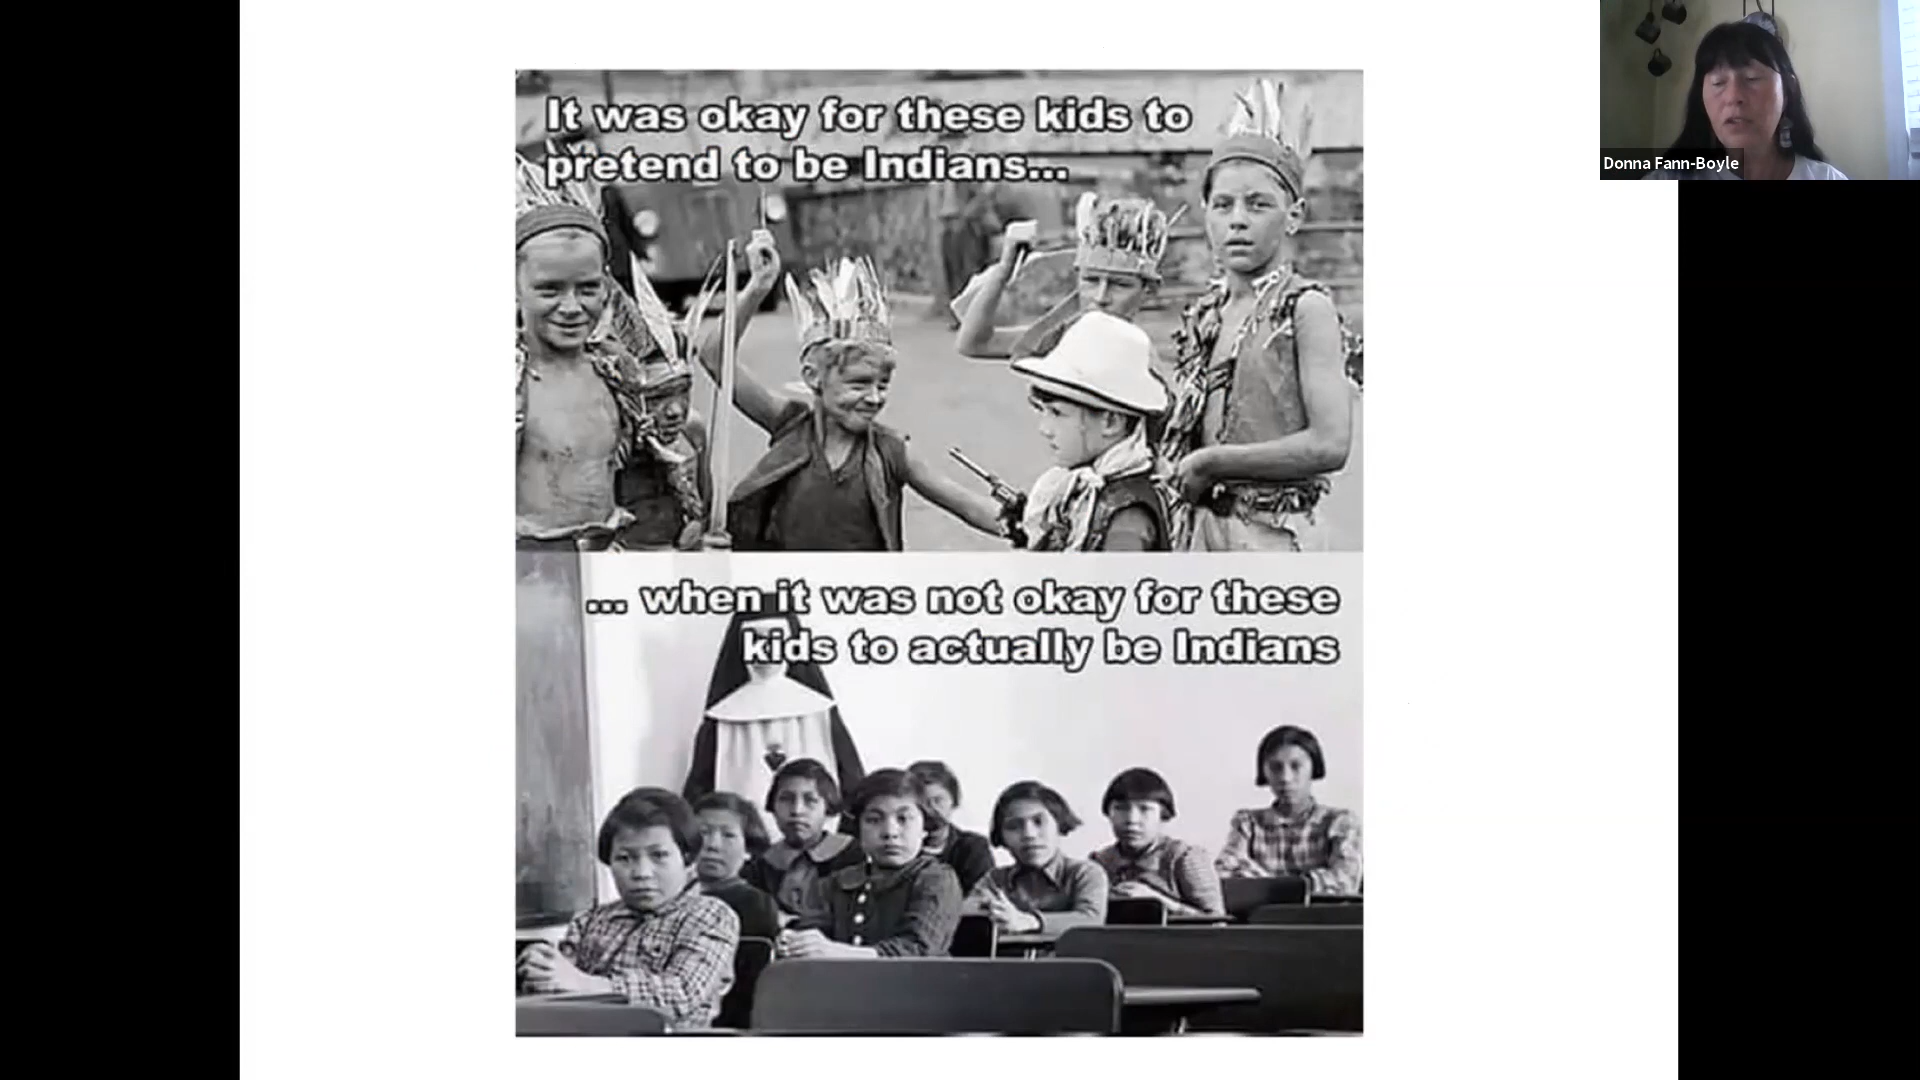 It was okay for these kids to
pretend to be Indians...
... when it was not okay for these
kids to actually be Indians
Donna Fann-Boyle